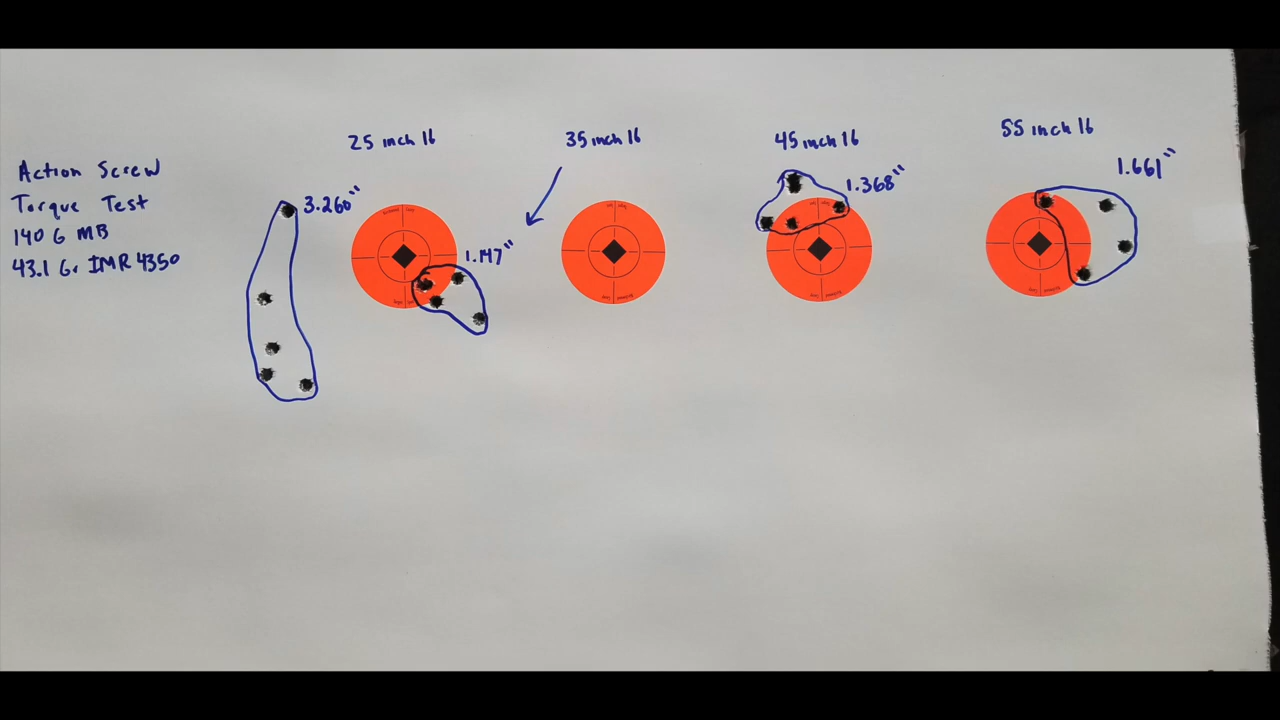 Action Screw
Torque Test
140 G MB
43.1 Gr IMR 4350
3.260"
25 inch lb
1.147"
35 inch lb
45 inch lb
1.368"
55 inch lb
1.661"